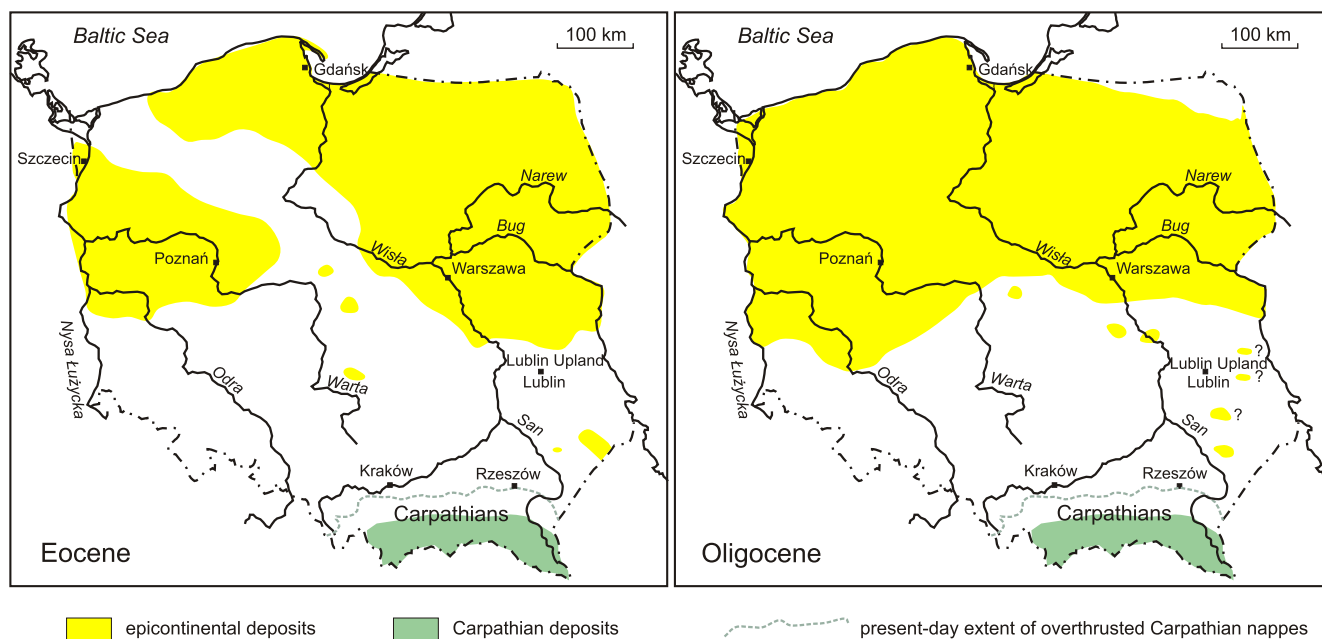 Baltic Sea
100 km
Gdańsk
Szczecin
Narew
Bug
Poznań
Wisła
Warszawa
Nysa Łużycka
Odra
Warta
Lublin Upland
Lublin
San
Kraków
Rzeszów
Carpathians
Eocene
Baltic Sea
100 km
Gdańsk
Szczecin
Narew
Bug
Poznań
Wisła
Warszawa
Nysa Łużycka
Odra
Warta
?
Lublin Upland
Lublin
?
?
San
Kraków
Rzeszów
Carpathians
Oligocene
epicontinental deposits
Carpathian deposits
present-day extent of overthrusted Carpathian nappes